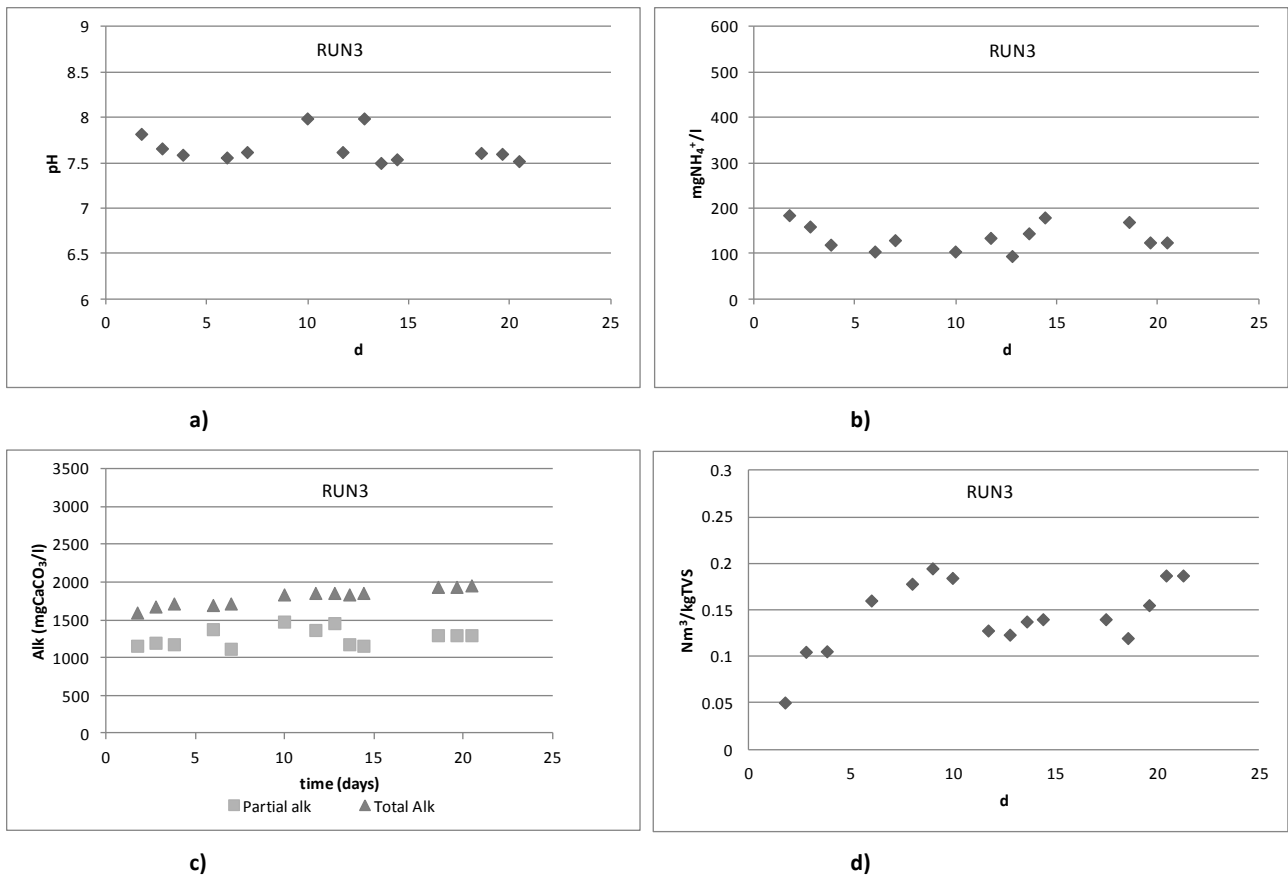 RUN3
9
8.5
8
7.5
7
6.5
6
pH
0 5 10 15 20 25
d
a)
RUN3
600
500
400
300
200
100
0
mgNH₄⁺/l
0 5 10 15 20 25
d
b)
RUN3
3500
3000
2500
2000
1500
1000
500
0
Alk (mgCaCO₃/l)
0 5 10 15 20 25
time (days)
Partial alk Total Alk
c)
RUN3
0.3
0.25
0.2
0.15
0.1
0.05
0
Nm³/kgTVS
0 5 10 15 20 25
d
d)